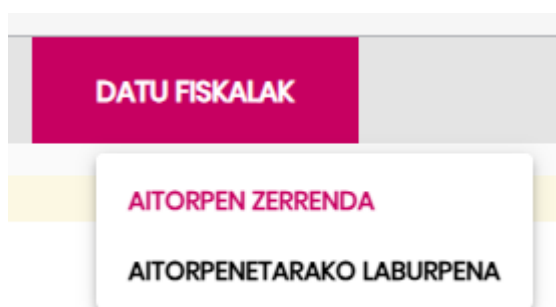 DATU FISKALAK
AITORPEN ZERRENDA
AITORPENETARAKO LABURPENA